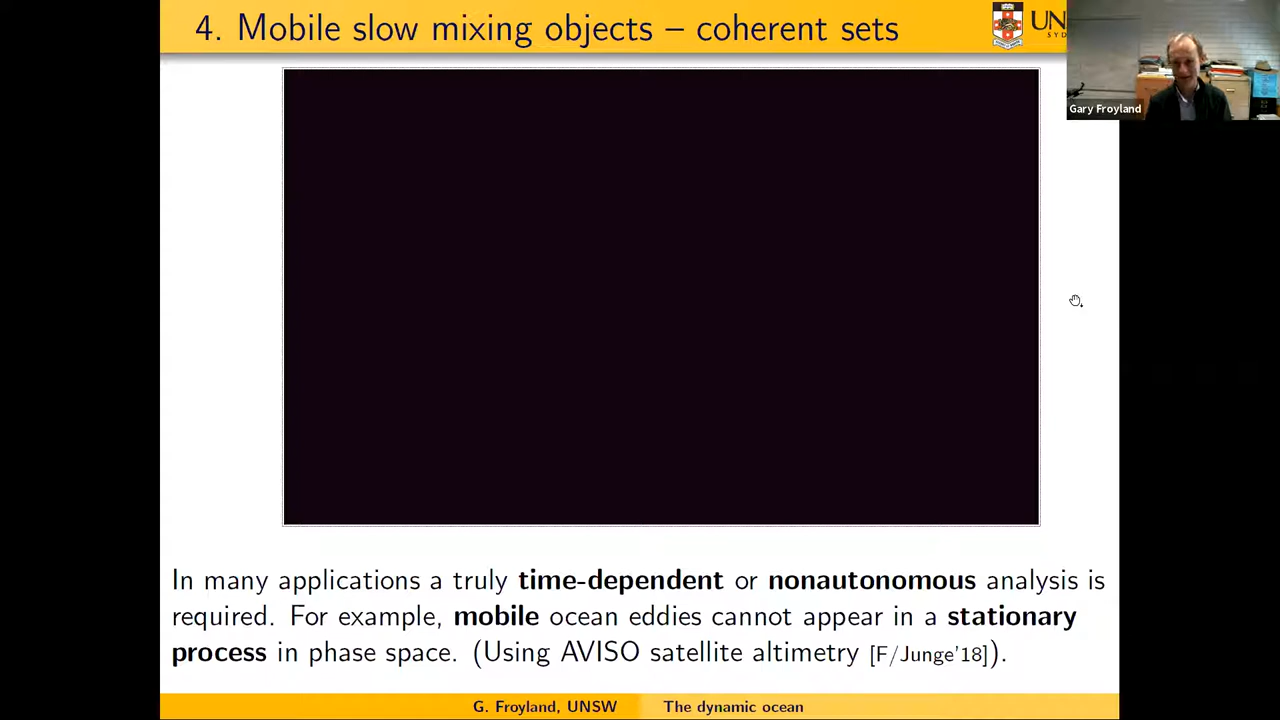 4. Mobile slow mixing objects – coherent sets
UN
SYD
Gary Froyland
In many applications a truly time-dependent or nonautonomous analysis is
required. For example, mobile ocean eddies cannot appear in a stationary
process in phase space. (Using AVISO satellite altimetry [F/Junge'18]).
G. Froyland, UNSW
The dynamic ocean